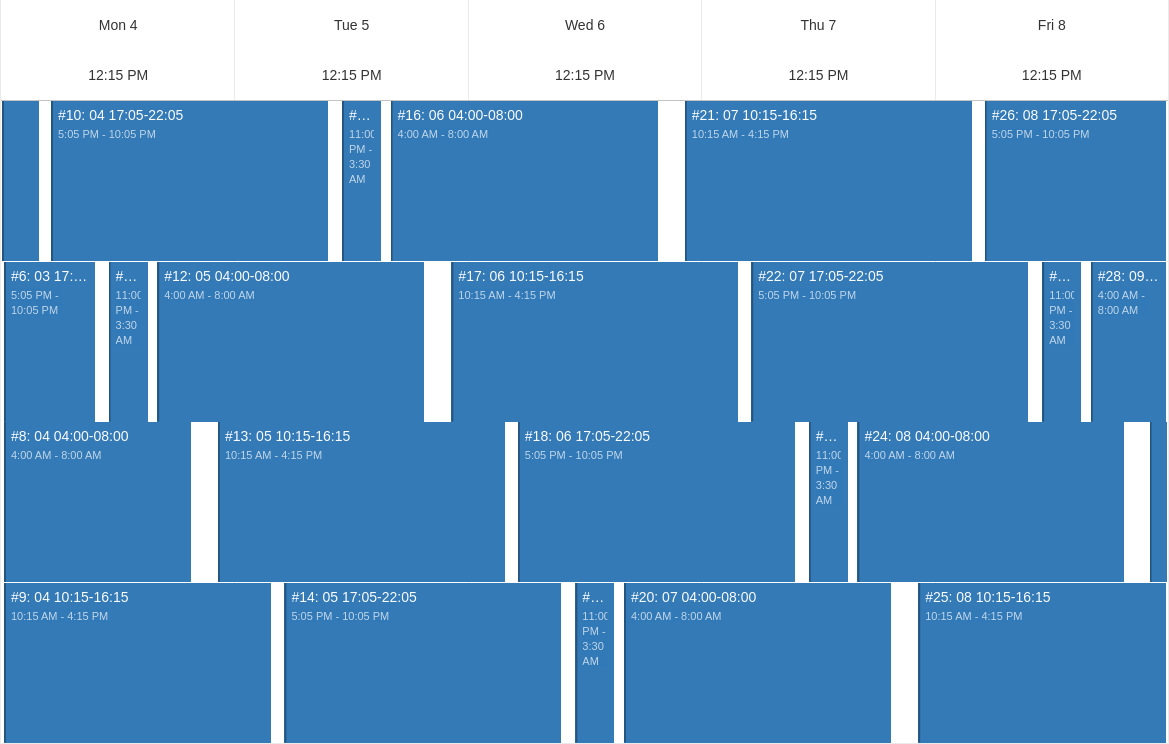 Mon 4
Tue 5
Wed 6
Thu 7
Fri 8
12:15 PM
12:15 PM
12:15 PM
12:15 PM
12:15 PM
#10: 04 17:05-22:05
5:05 PM - 10:05 PM
#...
11:00
PM -
3:30
AM
#16: 06 04:00-08:00
4:00 AM - 8:00 AM
#21: 07 10:15-16:15
10:15 AM - 4:15 PM
#26: 08 17:05-22:05
5:05 PM - 10:05 PM
#6: 03 17:...
5:05 PM -
10:05 PM
#...
11:00
PM -
3:30
AM
#12: 05 04:00-08:00
4:00 AM - 8:00 AM
#17: 06 10:15-16:15
10:15 AM - 4:15 PM
#22: 07 17:05-22:05
5:05 PM - 10:05 PM
#...
11:00
PM -
3:30
AM
#28: 09...
4:00 AM -
8:00 AM
#8: 04 04:00-08:00
4:00 AM - 8:00 AM
#13: 05 10:15-16:15
10:15 AM - 4:15 PM
#18: 06 17:05-22:05
5:05 PM - 10:05 PM
#...
11:00
PM -
3:30
AM
#24: 08 04:00-08:00
4:00 AM - 8:00 AM
#9: 04 10:15-16:15
10:15 AM - 4:15 PM
#14: 05 17:05-22:05
5:05 PM - 10:05 PM
#...
11:00
PM -
3:30
AM
#20: 07 04:00-08:00
4:00 AM - 8:00 AM
#25: 08 10:15-16:15
10:15 AM - 4:15 PM